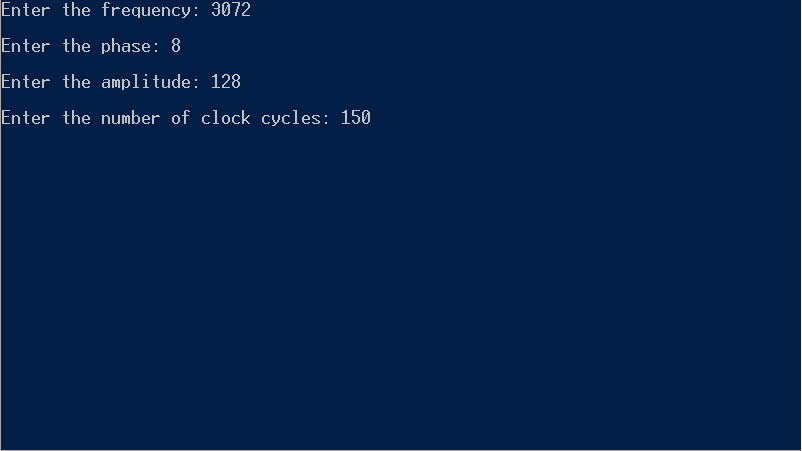 Enter the frequency: 3072
Enter the phase: 8
Enter the amplitude: 128
Enter the number of clock cycles: 150